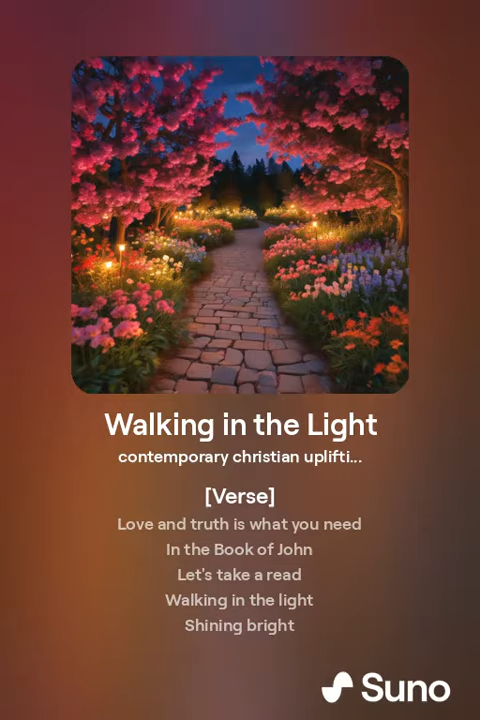 Walking in the Light
contemporary christian uplifti...
[Verse]
Love and truth is what you need
In the Book of John
Let's take a read
Walking in the light
Shining bright
Suno